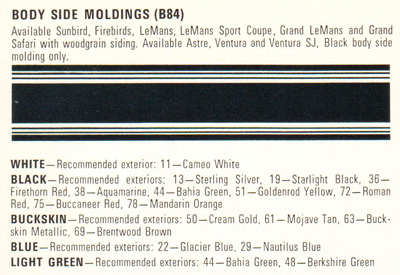 BODY SIDE MOLDINGS (B84)
Available Sunbird, Firebirds, LeMans, LeMans Sport Coupe, Grand LeMans and Grand
Safari with woodgrain siding. Available Astre, Ventura and Ventura SJ, Black body side
molding only.
WHITE—Recommended exterior: 11—Cameo White
BLACK—Recommended exteriors: 13—Sterling Silver, 19—Starlight Black, 36—
Firethorn Red, 38—Aquamarine, 44—Bahia Green, 51—Goldenrod Yellow, 72—Roman
Red, 75—Buccaneer Red, 78—Mandarin Orange
BUCKSKIN—Recommended exteriors: 50—Cream Gold, 61—Mojave Tan, 63—Buck-
skin Metallic, 69—Brentwood Brown
BLUE—Recommended exteriors: 22—Glacier Blue, 29—Nautilus Blue
LIGHT GREEN—Recommended exteriors: 44—Bahia Green, 48—Berkshire Green